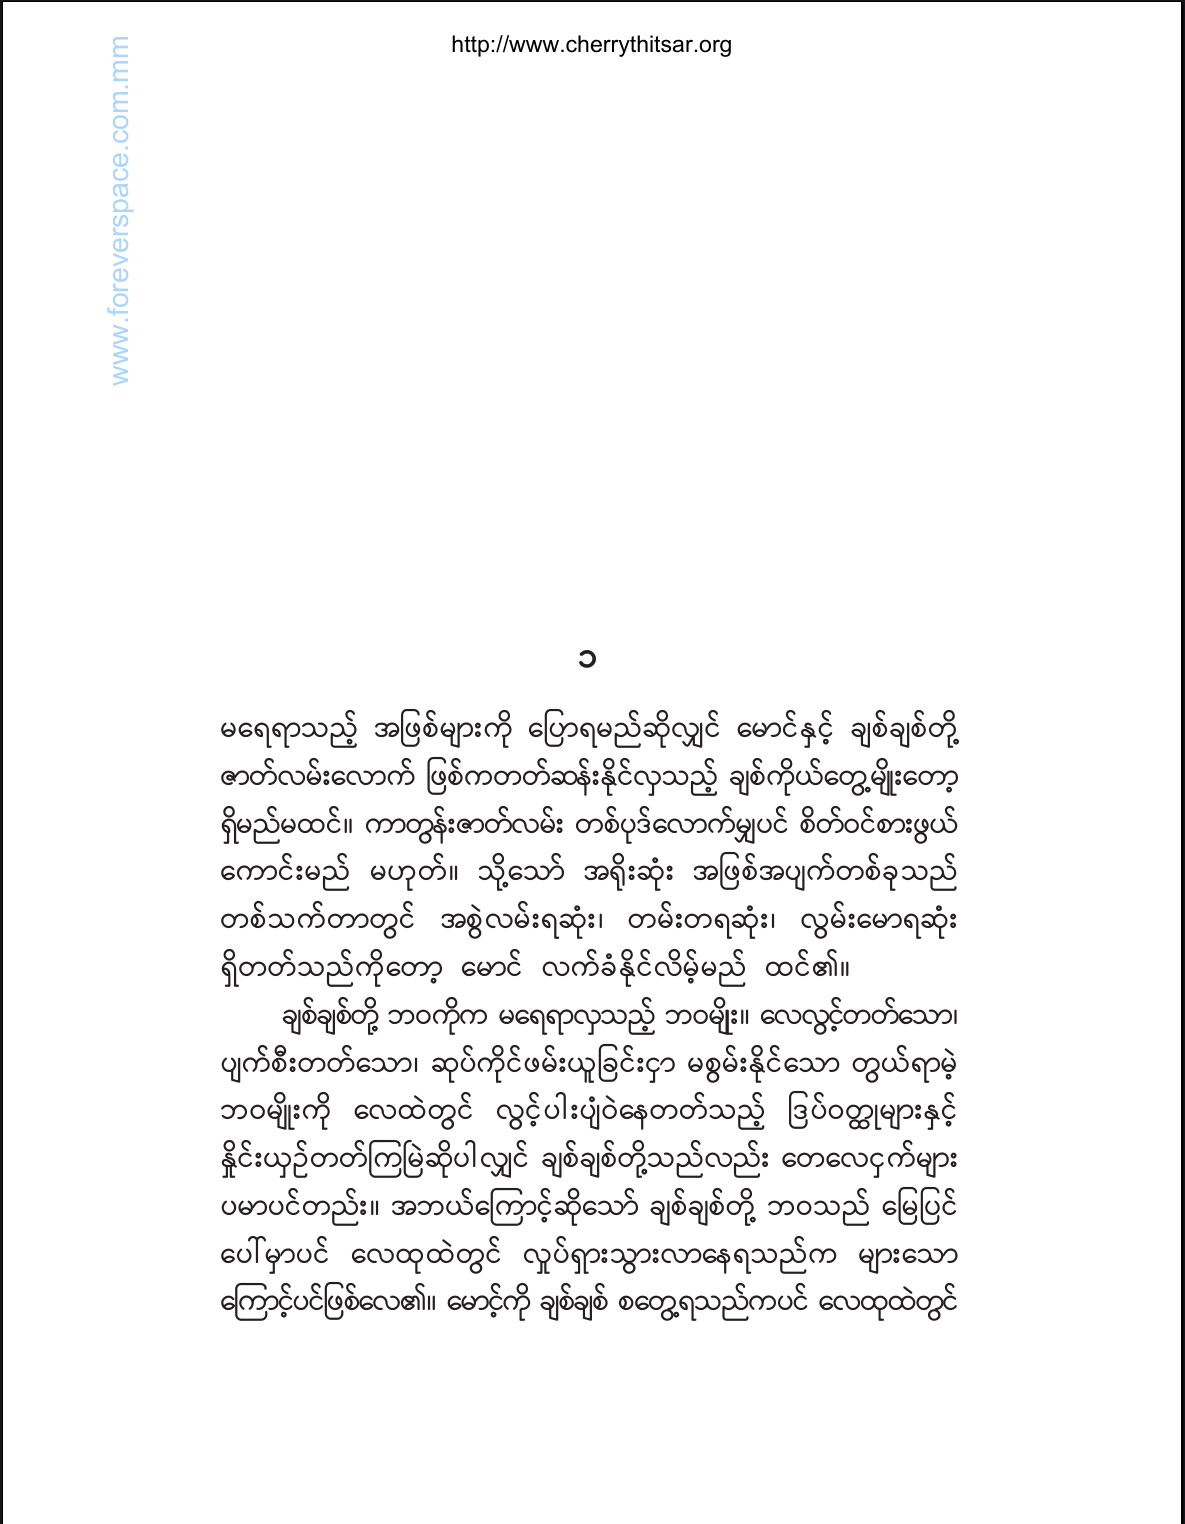 http://www.cherrythitsar.org
www.foreverspace.com.mm
၁
မရေရာသည့် အဖြစ်များကို ပြောရမည်ဆိုလျှင် မောင်နှင့် ချစ်ချစ်တို့
ဇာတ်လမ်းလောက် ဖြစ်ကတတ်ဆန်းနိုင်လှသည့် ချစ်ကိုယ်တွေ့မျိုးတော့
ရှိမည်မထင်။ ကာတွန်းဇာတ်လမ်း တစ်ပုဒ်လောက်မျှပင် စိတ်ဝင်စားဖွယ်
ကောင်းမည် မဟုတ်။ သို့သော် အရိုးဆုံး အဖြစ်အပျက်တစ်ခုသည်
တစ်သက်တာတွင် အစွဲလမ်းရဆုံး၊ တမ်းတရဆုံး၊ လွမ်းမောရဆုံး
ရှိတတ်သည်ကိုတော့ မောင် လက်ခံနိုင်လိမ့်မည် ထင်၏။
ချစ်ချစ်တို့ ဘဝကိုက မရေရာလှသည့် ဘဝမျိုး။ လေလွင့်တတ်သော၊
ပျက်စီးတတ်သော၊ ဆုပ်ကိုင်ဖမ်းယူခြင်းငှာ မစွမ်းနိုင်သော တွယ်ရာမဲ့
ဘဝမျိုးကို လေထဲတွင် လွင့်ပါးပျံဝဲနေတတ်သည့် ဒြပ်ဝတ္ထုများနှင့်
နှိုင်းယှဉ်တတ်ကြမြဲဆိုပါလျှင် ချစ်ချစ်တို့သည်လည်း တေလေငှက်များ
ပမာပင်တည်း။ အဘယ်ကြောင့်ဆိုသော် ချစ်ချစ်တို့ ဘဝသည် မြေပြင်
ပေါ်မှာပင် လေထုထဲတွင် လှုပ်ရှားသွားလာနေရသည်က များသော
ကြောင့်ပင်ဖြစ်လေ၏။ မောင့်ကို ချစ်ချစ် စတွေ့ရသည်ကပင် လေထုထဲတွင်